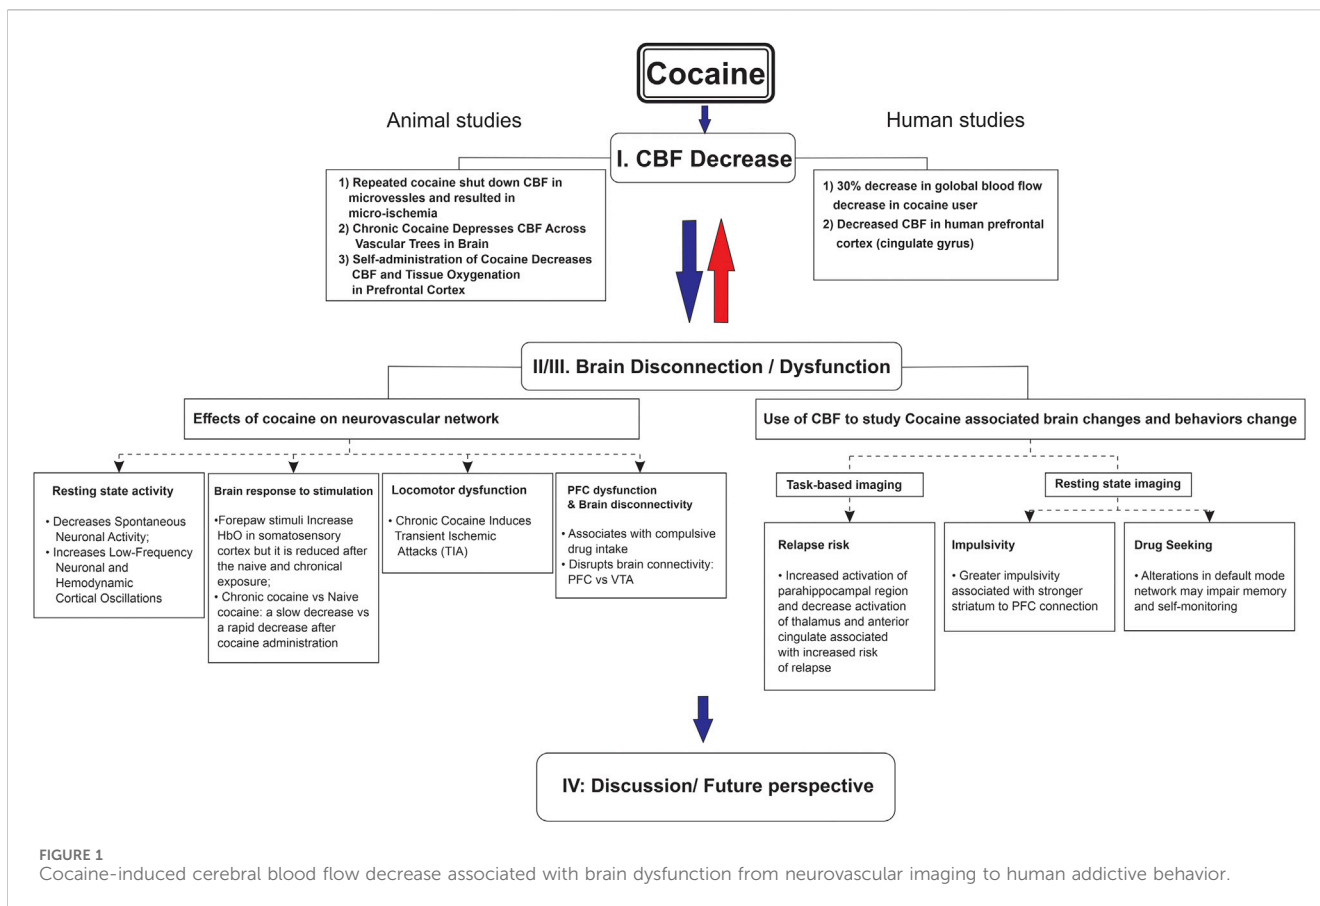 Cocaine
Animal studies
Human studies
I. CBF Decrease
1) Repeated cocaine shut down CBF in
microvessles and resulted in
micro-ischemia
2) Chronic Cocaine Depresses CBF Across
Vascular Trees in Brain
3) Self-administration of Cocaine Decreases
CBF and Tissue Oxygenation
in Prefrontal Cortex
1) 30% decrease in golobal blood flow
decrease in cocaine user
2) Decreased CBF in human prefrontal
cortex (cingulate gyrus)
II/III. Brain Disconnection / Dysfunction
Effects of cocaine on neurovascular network
Use of CBF to study Cocaine associated brain changes and behaviors change
Resting state activity
• Decreases Spontaneous
Neuronal Activity;
• Increases Low-Frequency
Neuronal and
Hemodynamic
Cortical Oscillations
Brain response to stimulation
•Forepaw stimuli Increase
HbO in somatosensory
cortex but it is reduced after
the naive and chronical
exposure;
• Chronic cocaine vs Naive
cocaine: a slow decrease vs
a rapid decrease after
cocaine administration
Locomotor dysfunction
• Chronic Cocaine Induces
Transient Ischemic
Attacks (TIA)
PFC dysfunction
& Brain disconnectivity
• Associates with compulsive
drug intake
• Disrupts brain connectivity:
PFC vs VTA
Task-based imaging
Resting state imaging
Relapse risk
• Increased activation of
parahippocampal region
and decrease activation
of thalamus and anterior
cingulate associated
with increased risk
of relapse
Impulsivity
• Greater impulsivity
associated with stronger
striatum to PFC connection
Drug Seeking
• Alterations in default mode
network may impair memory
and self-monitoring
IV: Discussion/ Future perspective
FIGURE 1
Cocaine-induced cerebral blood flow decrease associated with brain dysfunction from neurovascular imaging to human addictive behavior.